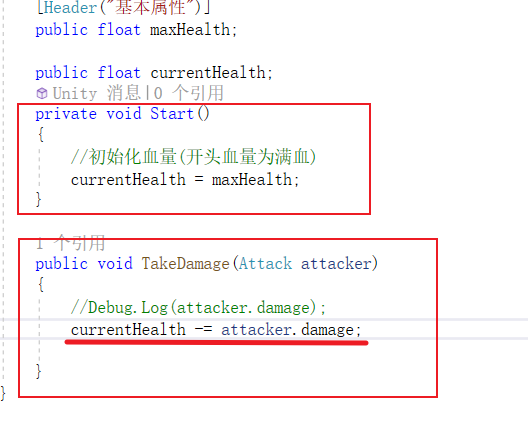 [Header("基本属性")]
public float maxHealth;
public float currentHealth;
Unity 消息|0 个引用
private void Start()
{
//初始化血量(开头血量为满血)
currentHealth = maxHealth;
}
1 个引用
public void TakeDamage(Attack attacker)
{
//Debug.Log(attacker.damage);
currentHealth -= attacker.damage;
}
}